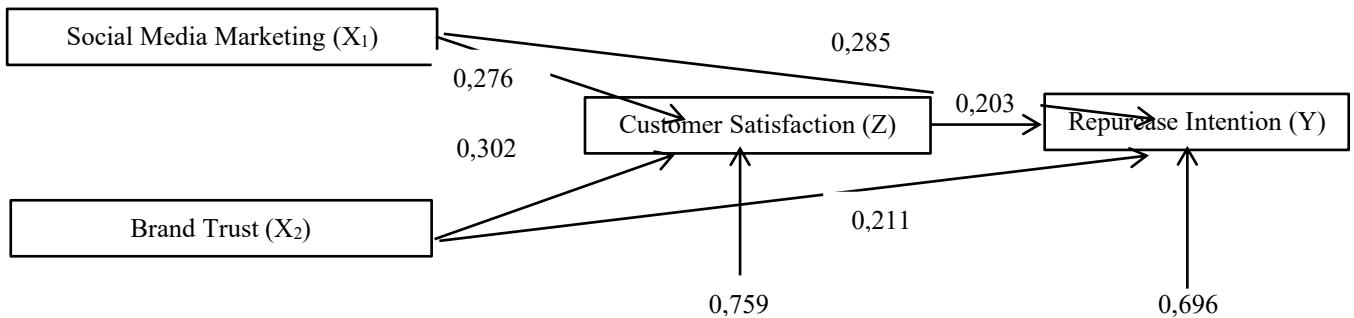 Social Media Marketing (X₁)
0,285
0,276
0,203
Customer Satisfaction (Z)
Repurcase Intention (Y)
0,302
Brand Trust (X₂)
0,211
0,759
0,696